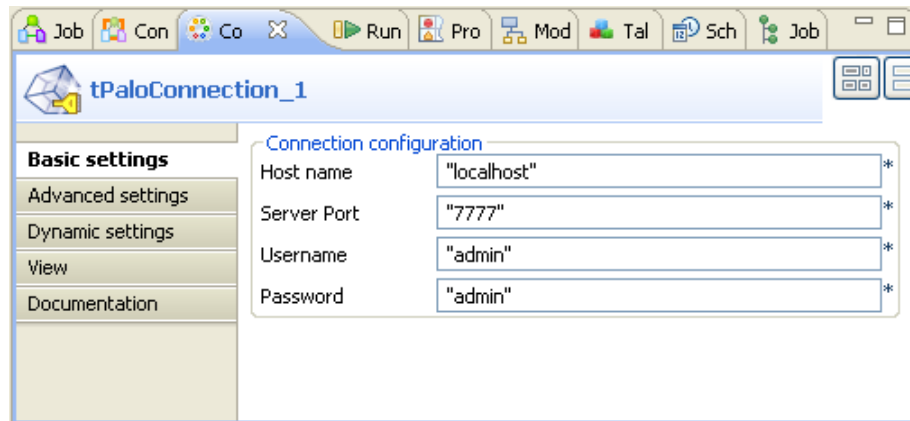 Job Con Co Run Pro Mod Tal Sch Job
tPaloConnection_1
Basic settings
Advanced settings
Dynamic settings
View
Documentation
Connection configuration
Host name "localhost" *
Server Port "7777" *
Username "admin" *
Password "admin" *